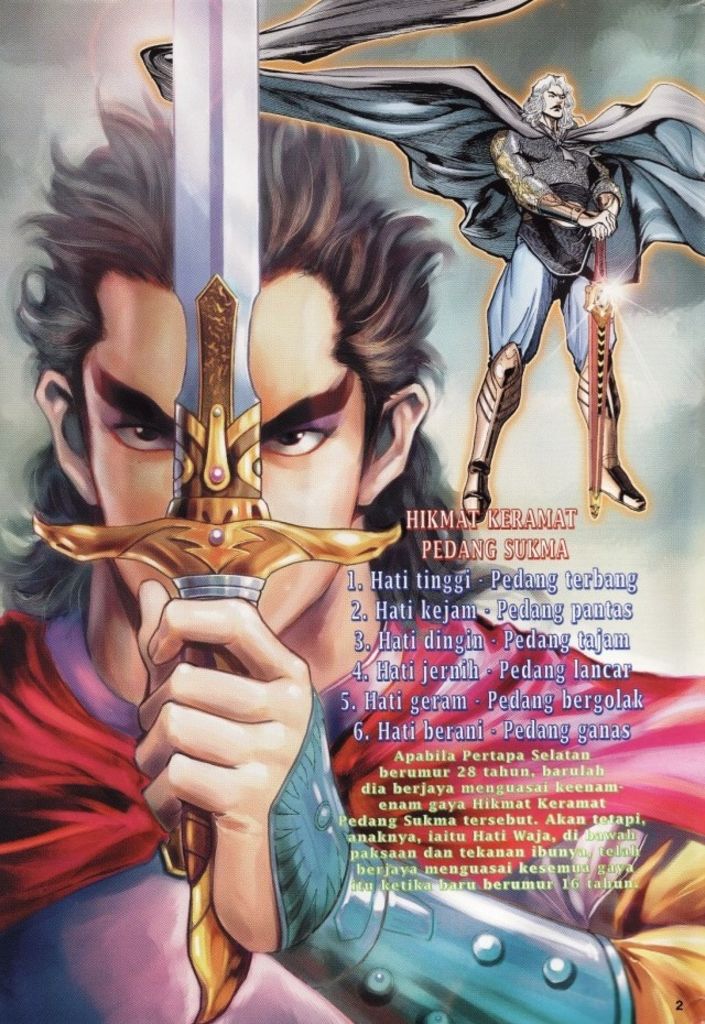 HIKMAT KERAMAT
PEDANG SUKMA
1. Hati tinggi - Pedang terbang
2. Hati kejam - Pedang pantas
3. Hati dingin - Pedang tajam
4. Hati jernih - Pedang lancar
5. Hati geram - Pedang bergolak
6. Hati berani - Pedang ganas
Apabila Pertapa Selatan
berumur 28 tahun, barulah
dia berjaya menguasai keenam-
enam gaya Hikmat Keramat
Pedang Sukma tersebut. Akan tetapi,
anaknya, iaitu Hati Waja, di bawah
paksaan dan tekanan ibunya, telah
berjaya menguasai kesemua gaya
itu ketika baru berumur 16 tahun.
2